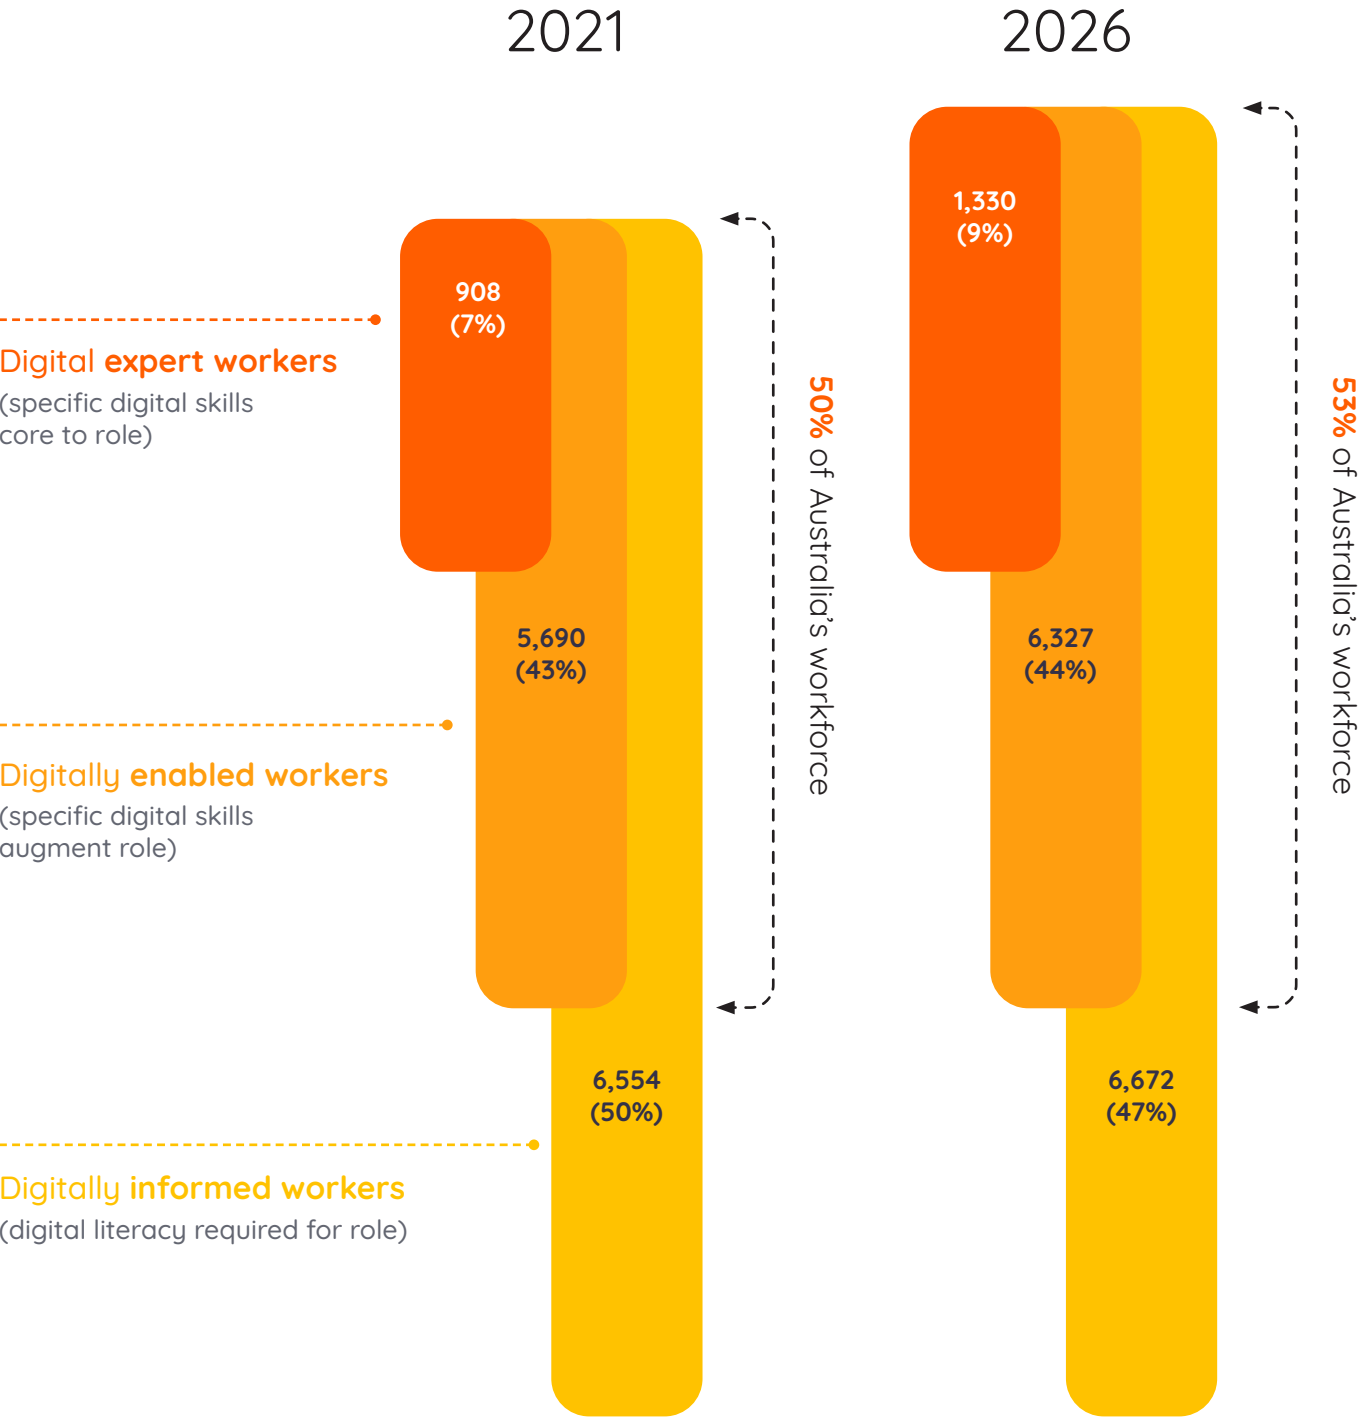 2021
2026
1,330
(9%)
908
(7%)
Digital expert workers
(specific digital skills
core to role)
50% of Australia's workforce
53% of Australia's workforce
5,690
(43%)
6,327
(44%)
Digitally enabled workers
(specific digital skills
augment role)
6,554
(50%)
6,672
(47%)
Digitally informed workers
(digital literacy required for role)